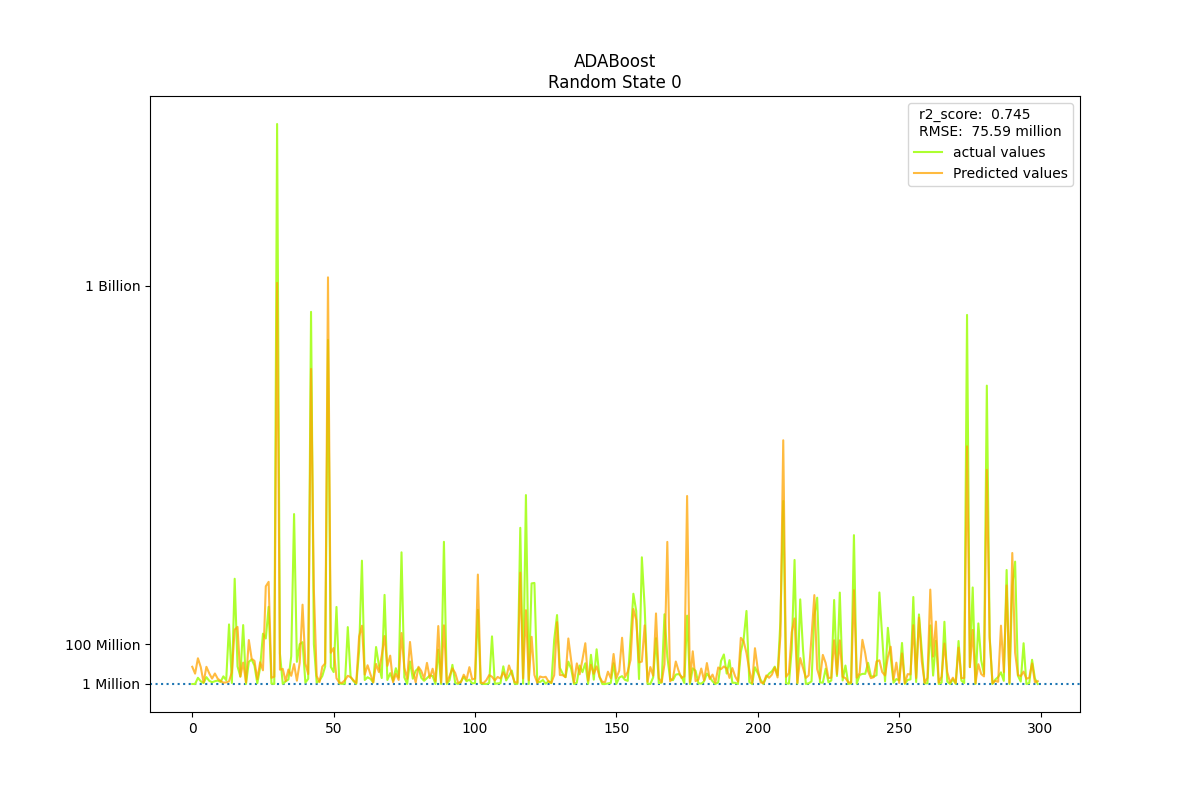 ADABoost
Random State 0
r2_score:  0.745
RMSE:  75.59 million
actual values
Predicted values
1 Billion
100 Million
1 Million
0 50 100 150 200 250 300